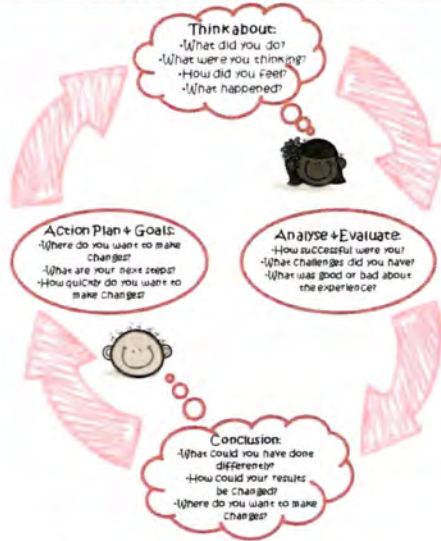 Think about:
-What did you do?
-What were you thinking?
-How did you feel?
-What happened?
Analyse & Evaluate:
-How successful were you?
-What challenges did you have?
-What was good or bad about
the experience?
Conclusion:
-What could you have done
differently?
-How could your results
be changed?
-Where do you want to make
changes?
Action Plan & Goals:
-Where do you want to make
changes?
-What are your next steps?
-How quickly do you want to
make changes?